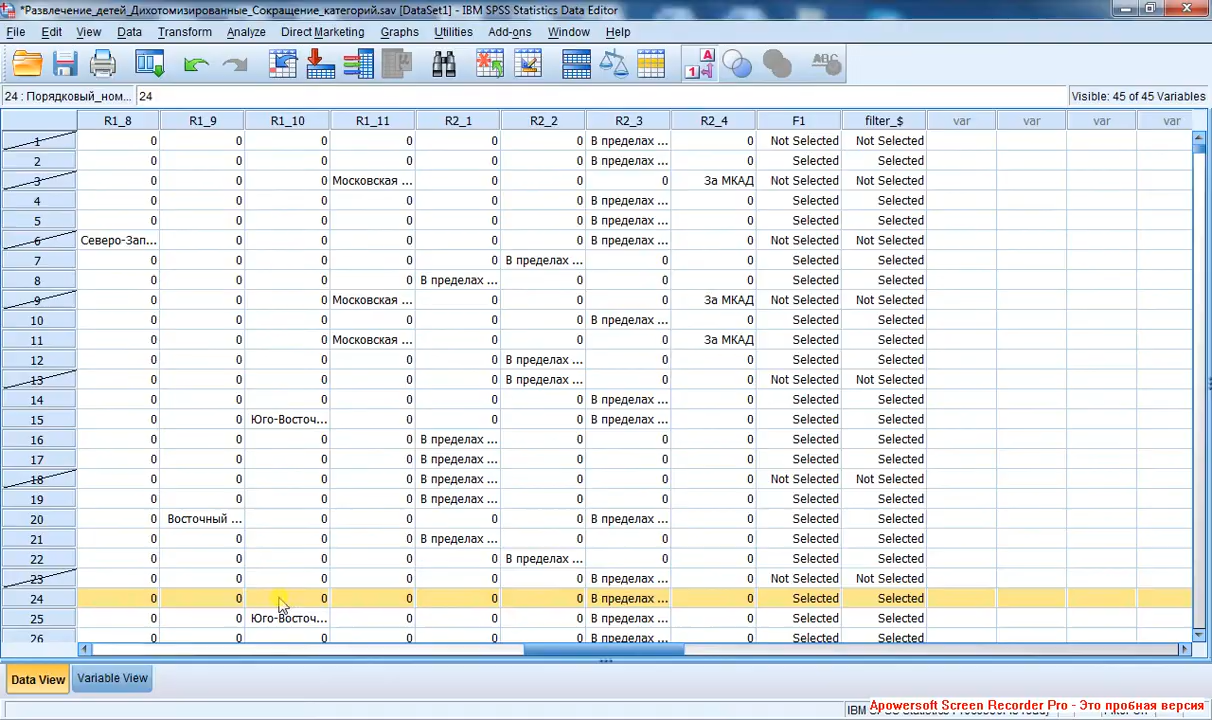 *Развлечение_детей_Дихотомизированные_Сокращение_категорий.sav [DataSet1] - IBM SPSS Statistics Data Editor
File Edit View Data Transform Analyze Direct Marketing Graphs Utilities Add-ons Window Help
24 : Порядковый_ном... 24 Visible: 45 of 45 Variables
R1_8 R1_9 R1_10 R1_11 R2_1 R2_2 R2_3 R2_4 F1 filter_$ var var var var
1 0 0 0 0 0 0 В пределах ... 0 Not Selected Not Selected
2 0 0 0 0 0 0 В пределах ... 0 Selected Selected
3 0 0 0 Московская ... 0 0 0 За МКАД Not Selected Not Selected
4 0 0 0 0 0 0 В пределах ... 0 Selected Selected
5 0 0 0 0 0 0 В пределах ... 0 Selected Selected
6 Северо-Зап... 0 0 0 0 0 В пределах ... 0 Not Selected Not Selected
7 0 0 0 0 0 В пределах ... 0 0 Selected Selected
8 0 0 0 0 В пределах ... 0 0 0 Selected Selected
9 0 0 0 Московская ... 0 0 0 За МКАД Not Selected Not Selected
10 0 0 0 0 0 0 В пределах ... 0 Selected Selected
11 0 0 0 Московская ... 0 0 0 За МКАД Selected Selected
12 0 0 0 0 0 В пределах ... 0 0 Selected Selected
13 0 0 0 0 0 В пределах ... 0 0 Not Selected Not Selected
14 0 0 0 0 0 0 В пределах ... 0 Selected Selected
15 0 0 Юго-Восточ... 0 0 0 В пределах ... 0 Selected Selected
16 0 0 0 0 В пределах ... 0 0 0 Selected Selected
17 0 0 0 0 В пределах ... 0 0 0 Selected Selected
18 0 0 0 0 В пределах ... 0 0 0 Not Selected Not Selected
19 0 0 0 0 В пределах ... 0 0 0 Selected Selected
20 0 Восточный ... 0 0 0 0 В пределах ... 0 Selected Selected
21 0 0 0 0 В пределах ... 0 0 0 Selected Selected
22 0 0 0 0 0 В пределах ... 0 0 Selected Selected
23 0 0 0 0 0 0 В пределах ... 0 Not Selected Not Selected
24 0 0 0 0 0 0 В пределах ... 0 Selected Selected
25 0 0 Юго-Восточ... 0 0 0 В пределах ... 0 Selected Selected
26 0 0 0 0 0 0 В пределах ... 0 Selected Selected
Data View Variable View
Apowersoft Screen Recorder Pro - Это пробная версия